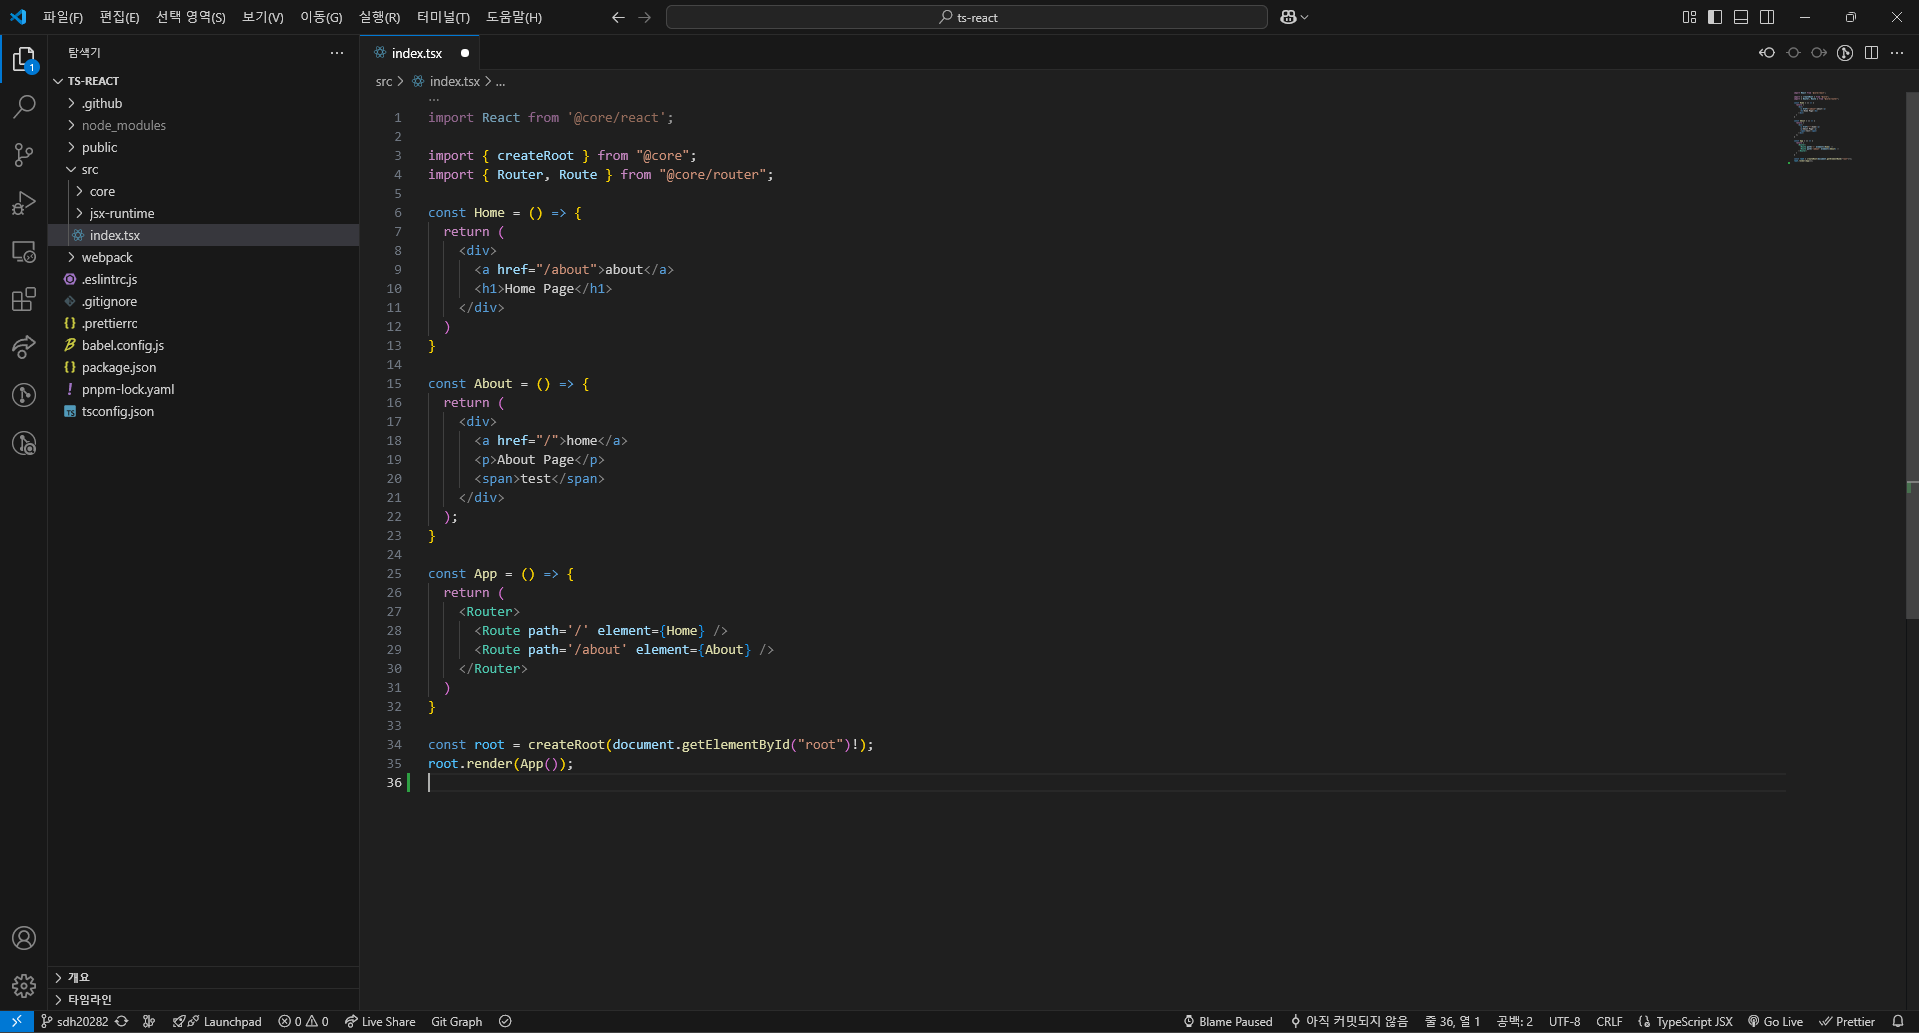 파일(F) 편집(E) 선택 영역(S) 보기(V) 이동(G) 실행(R) 터미널(T) 도움말(H) ts-react
탐색기 ...
1
TS-REACT
.github
node_modules
public
src
core
jsx-runtime
index.tsx
webpack
.eslintrc.js
.gitignore
.prettierrc
babel.config.js
package.json
pnpm-lock.yaml
tsconfig.json
개요
타임라인
index.tsx
src > index.tsx > ...
...
1 import React from '@core/react';
2
3 import { createRoot } from "@core";
4 import { Router, Route } from "@core/router";
5
6 const Home = () => {
7 return (
8 <div>
9 <a href="/about">about</a>
10 <h1>Home Page</h1>
11 </div>
12 )
13 }
14
15 const About = () => {
16 return (
17 <div>
18 <a href="/">home</a>
19 <p>About Page</p>
20 <span>test</span>
21 </div>
22 );
23 }
24
25 const App = () => {
26 return (
27 <Router>
28 <Route path='/' element={Home} />
29 <Route path='/about' element={About} />
30 </Router>
31 )
32 }
33
34 const root = createRoot(document.getElementById("root")!);
35 root.render(App());
36
sdh20282 Launchpad 0 0 Live Share Git Graph Blame Paused 아직 커밋되지 않음 줄 36, 열 1 공백: 2 UTF-8 CRLF {} TypeScript JSX Go Live Prettier